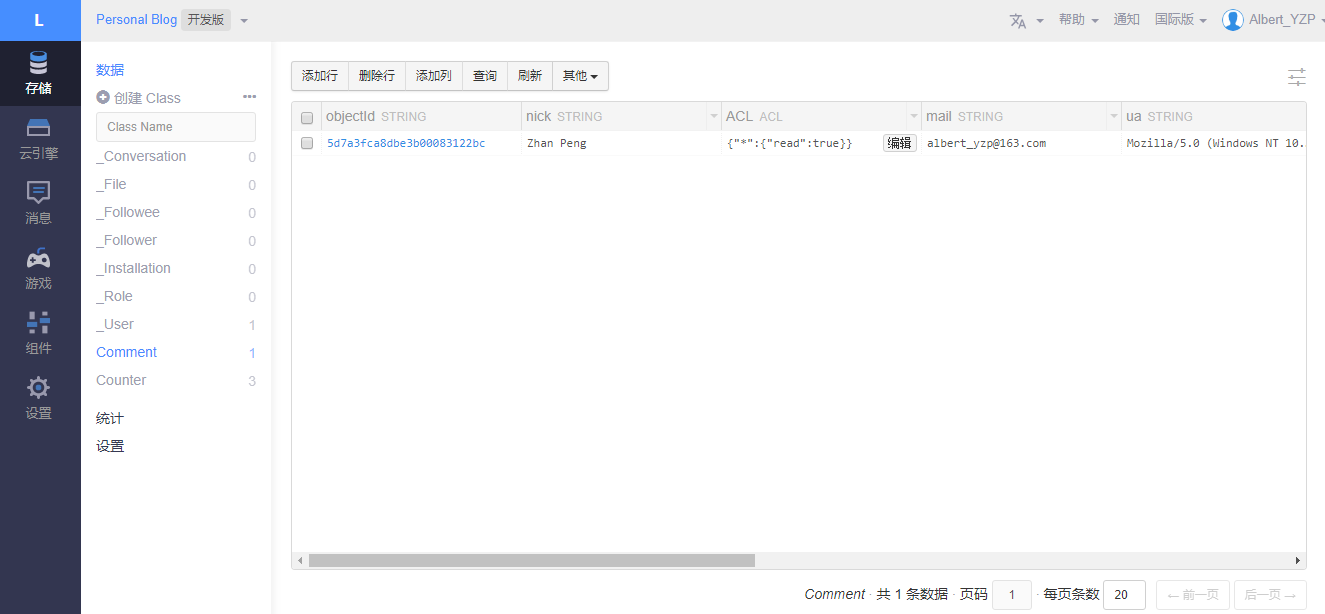 L Personal Blog 开发版 帮助 通知 国际版 Albert_YZP
存储
云引擎
消息
游戏
组件
设置
数据
创建 Class •••
Class Name
_Conversation 0
_File 0
_Followee 0
_Follower 0
_Installation 0
_Role 0
_User 1
Comment 1
Counter 3
统计
设置
添加行 删除行 添加列 查询 刷新 其他
objectId STRING nick STRING ACL ACL mail STRING ua STRING
5d7a3fca8dbe3b00083122bc Zhan Peng {"*":{"read":true}} 编辑 albert_yzp@163.com Mozilla/5.0 (Windows NT 10.
Comment · 共 1 条数据 · 页码 1 · 每页条数 20 ←前一页 后一页→